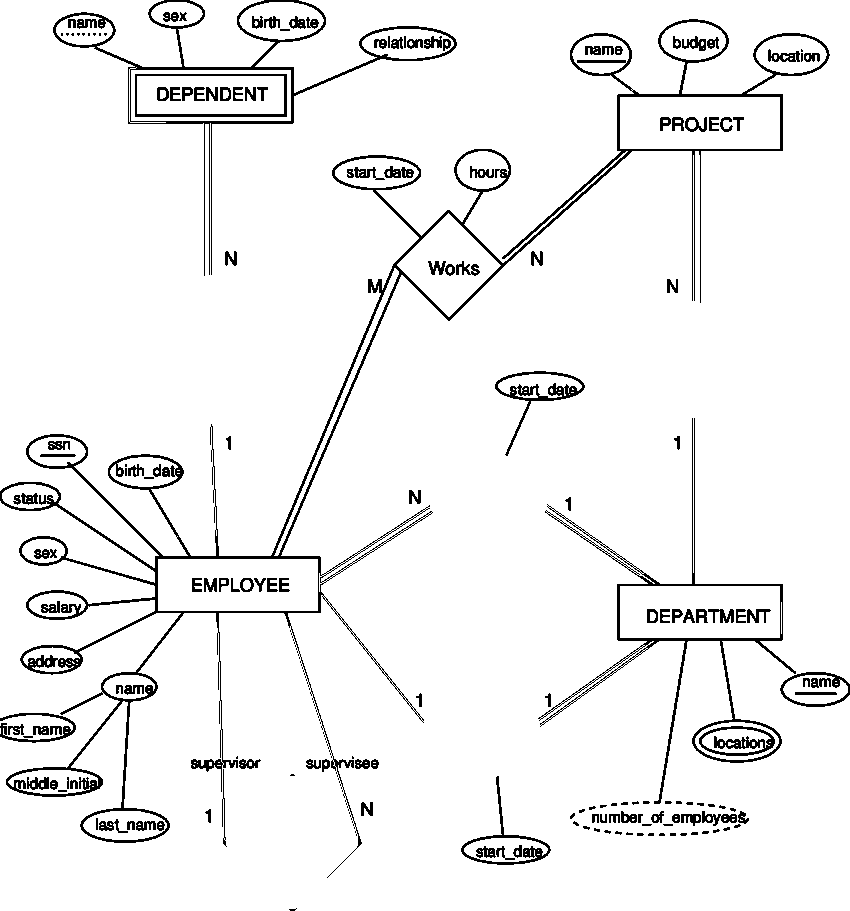 name
sex
birth_date
relationship
DEPENDENT
name
budget
location
PROJECT
start_date
hours
Works
N
M
N
N
start_date
1
1
ssn
birth_date
status
N
1
sex
EMPLOYEE
salary
DEPARTMENT
address
name
name
1
1
first_name
locations
supervisor
supervisee
middle_initial
1
N
number_of_employees
last_name
start_date